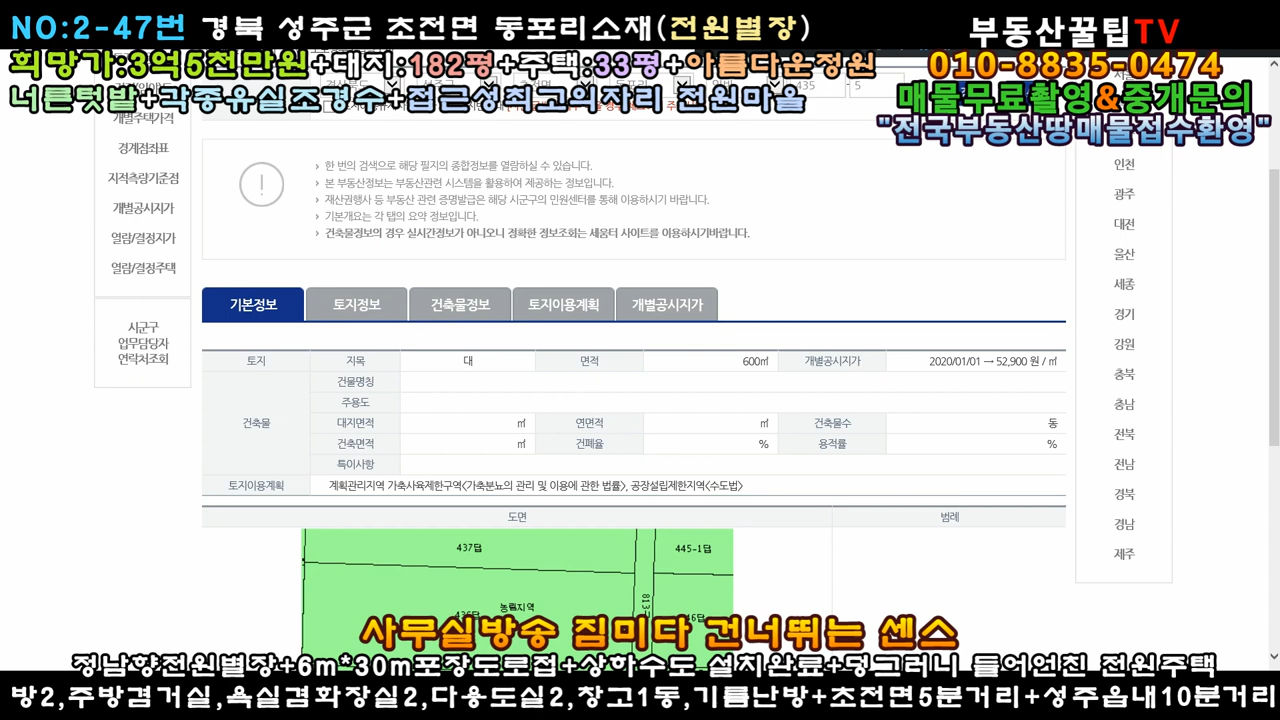 NO:2-47번 경북 성주군 초전면 동포리소재(전원별장)
부동산꿀팁TV
희망가:3억5천만원+대지:182평+주택:33평+아름다운정원
010-8835-0474
너른텃밭+각종유실조경수+접근성최고의자리 전원마을
매물무료촬영&중개문의
"전국부동산땅매물접수환영"
개별주택가격
경계점좌표
지적측량기준점
개별공시지가
열람/결정지가
열람/결정주택
시군구
업무담당자
연락처조회
› 한 번의 검색으로 해당 필지의 종합정보를 열람하실 수 있습니다.
› 본 부동산정보는 부동산관련 시스템을 활용하여 제공하는 정보입니다.
› 재산권행사 등 부동산 관련 증명발급은 해당 시군구의 민원센터를 통해 이용하시기 바랍니다.
› 기본개요는 각 탭의 요약 정보입니다.
› 건축물정보의 경우 실시간정보가 아니오니 정확한 정보조회는 세움터 사이트를 이용하시기바랍니다.
기본정보 토지정보 건축물정보 토지이용계획 개별공시지가
토지 지목 대 면적 600㎡ 개별공시지가 2020/01/01 → 52,900 원 / ㎡
건축물 건물명칭
주용도
대지면적 ㎡ 연면적 ㎡ 건축물수 동
건축면적 ㎡ 건폐율 % 용적률 %
특이사항
토지이용계획 계획관리지역 가축사육제한구역<가축분뇨의 관리 및 이용에 관한 법률>, 공장설립제한지역<수도법>
도면 범례
437답 445-1답
농림지역
인천
광주
대전
울산
세종
경기
강원
충북
충남
전북
전남
경북
경남
제주
사무실방송 짐미다 건너뛰는 센스
정남향전원별장+6m*30m포장도로접+상하수도 설치완료+덩그러니 들어언친 전원주택
방2,주방겸거실,욕실겸화장실2,다용도실2,창고1동,기름난방+초전면5분거리+성주읍내10분거리